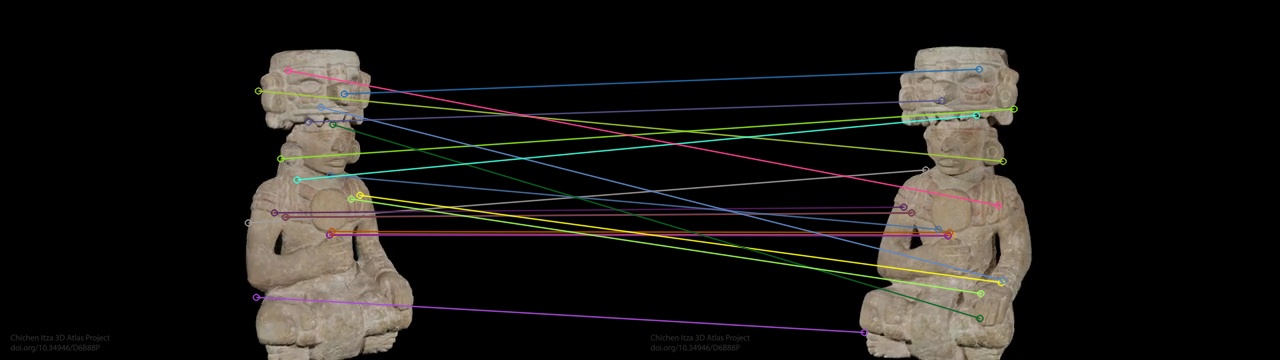 Chichen Itza 3D Atlas Project
doi.org/10.34946/D6B88P
Chichen Itza 3D Atlas Project
doi.org/10.34946/D6B88P